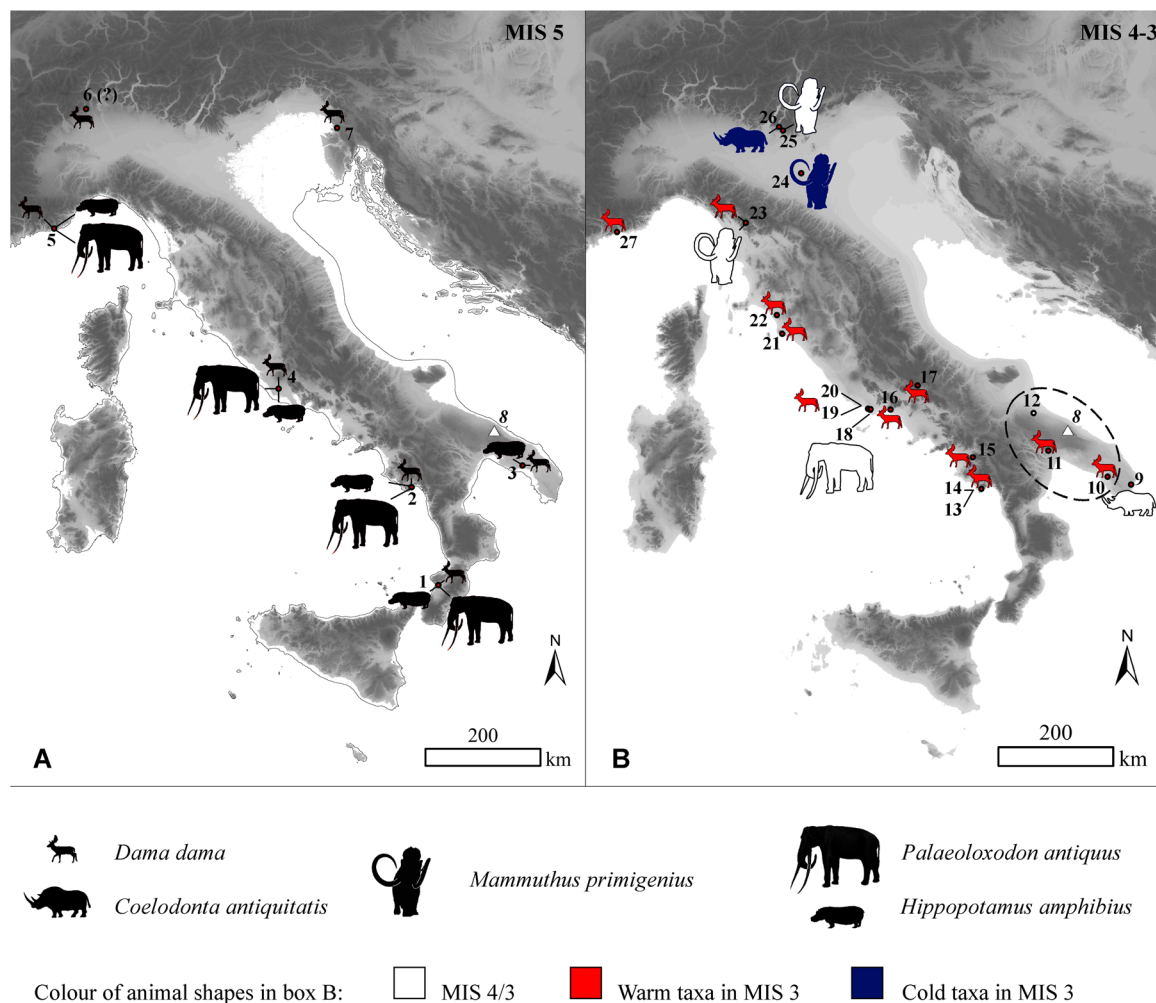 MIS 5
6 (?)
7
5
4
8
3
2
1
N
200
km
A
MIS 4-3
26
25
24
23
27
22
21
17
20
16
12
8
19
18
15
11
14
10
9
13
N
200
km
B
Dama dama
Palaeoloxodon antiquus
Mammuthus primigenius
Coelodonta antiquitatis
Hippopotamus amphibius
Colour of animal shapes in box B:
MIS 4/3
Warm taxa in MIS 3
Cold taxa in MIS 3